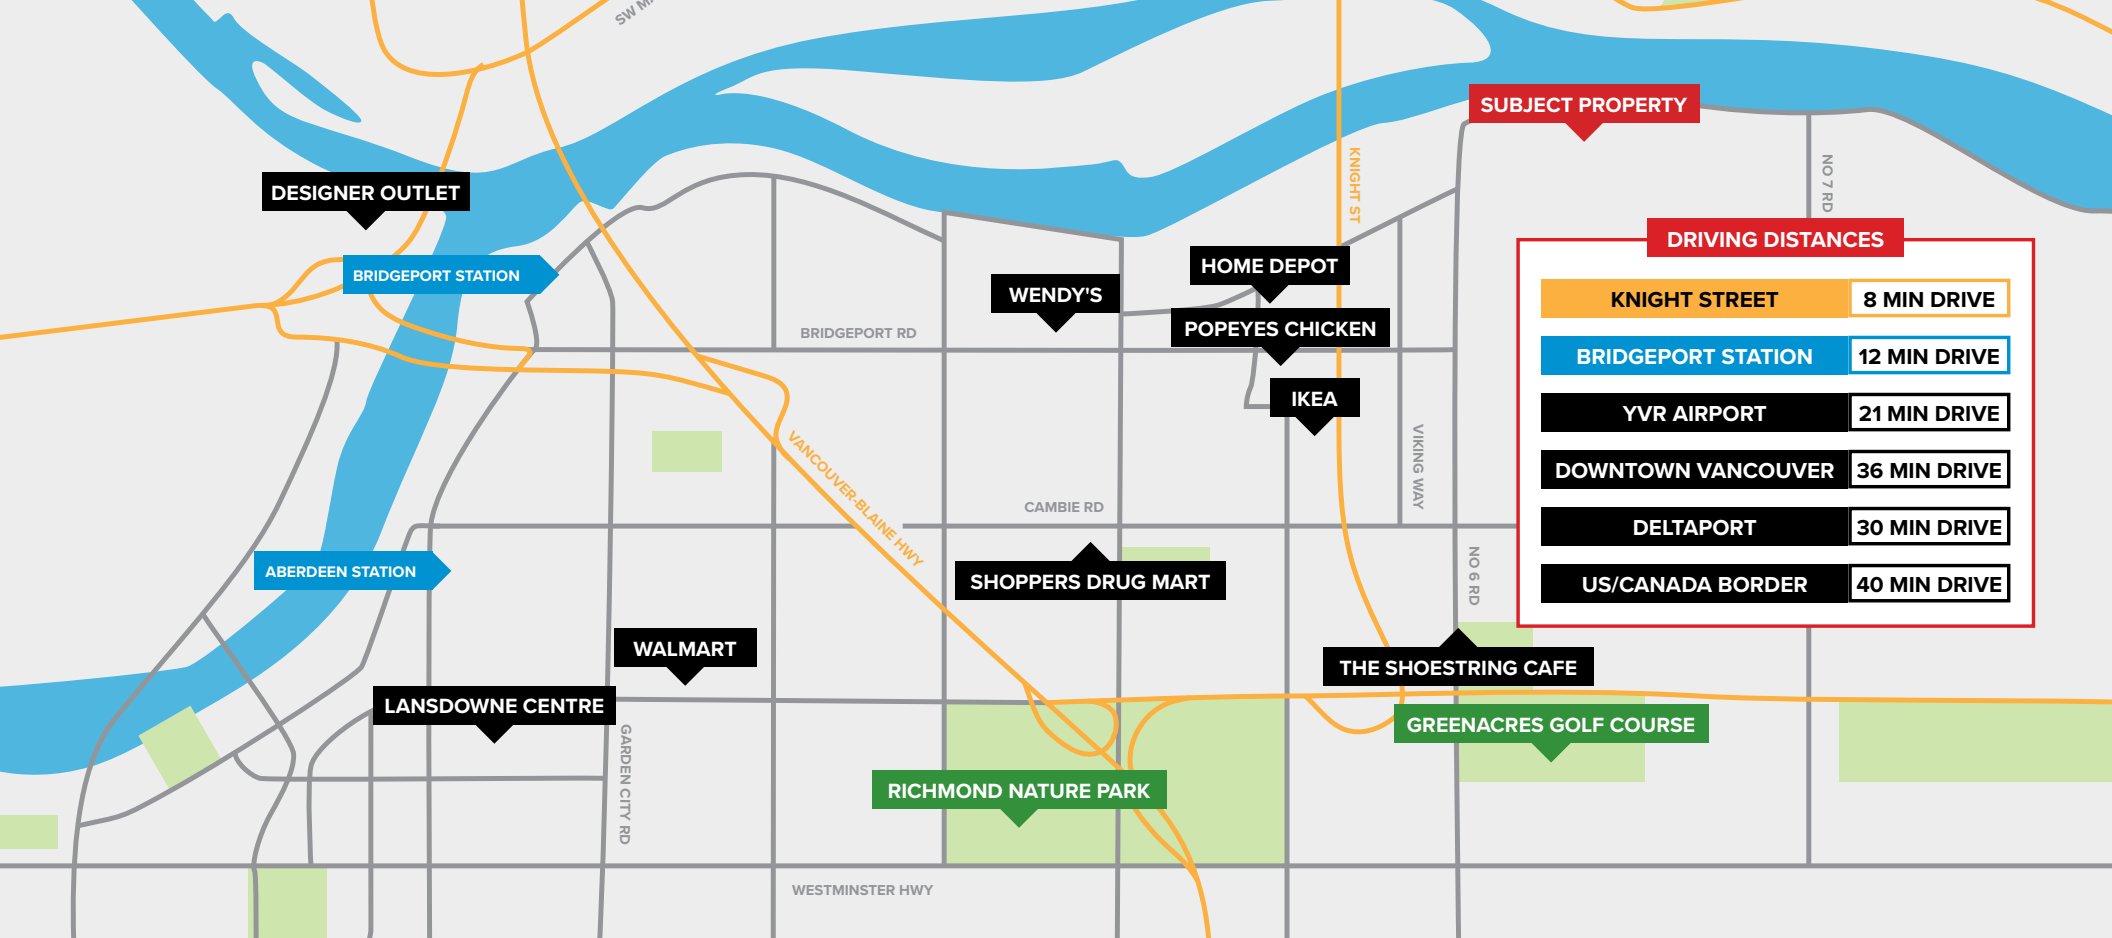 SW M
SUBJECT PROPERTY
KNIGHT ST
NO 7 RD
DESIGNER OUTLET
BRIDGEPORT STATION
HOME DEPOT
WENDY'S
POPEYES CHICKEN
BRIDGEPORT RD
IKEA
VIKING WAY
VANCOUVER-BLAINE HWY
CAMBIE RD
NO 6 RD
ABERDEEN STATION
SHOPPERS DRUG MART
WALMART
THE SHOESTRING CAFE
LANSDOWNE CENTRE
GREENACRES GOLF COURSE
GARDEN CITY RD
RICHMOND NATURE PARK
WESTMINSTER HWY
DRIVING DISTANCES
KNIGHT STREET 8 MIN DRIVE
BRIDGEPORT STATION 12 MIN DRIVE
YVR AIRPORT 21 MIN DRIVE
DOWNTOWN VANCOUVER 36 MIN DRIVE
DELTAPORT 30 MIN DRIVE
US/CANADA BORDER 40 MIN DRIVE